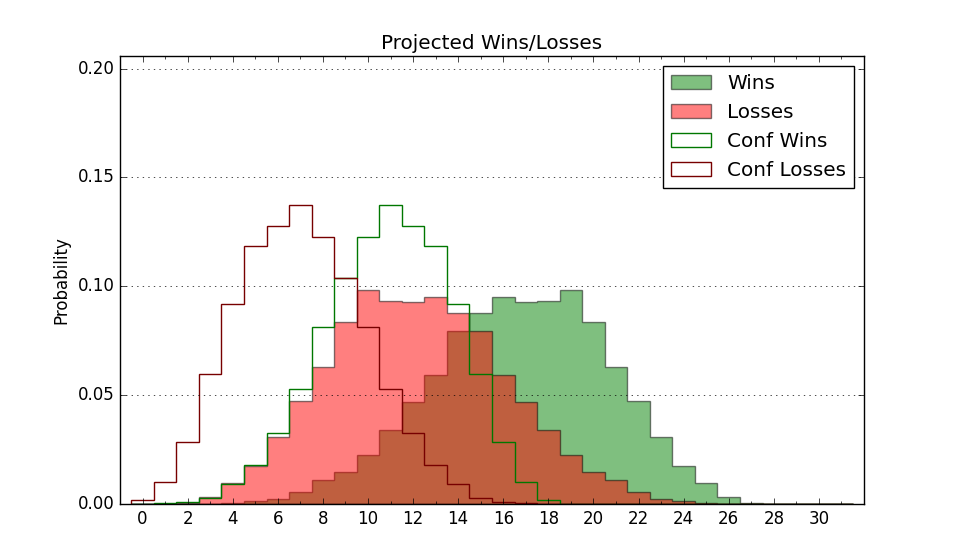 Projected Wins/Losses
0.20
0.15
0.10
0.05
0.00
Probability
Wins
Losses
Conf Wins
Conf Losses
0 2 4 6 8 10 12 14 16 18 20 22 24 26 28 30